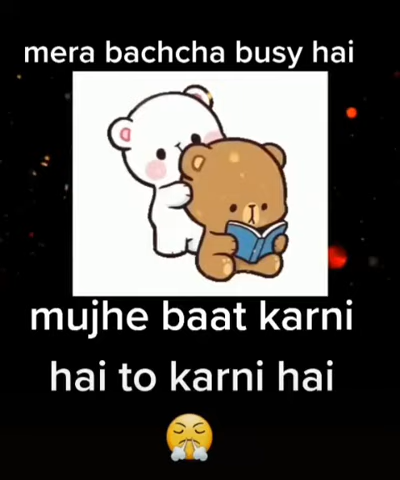 mera bachcha busy hai
mujhe baat karni
hai to karni hai
😤